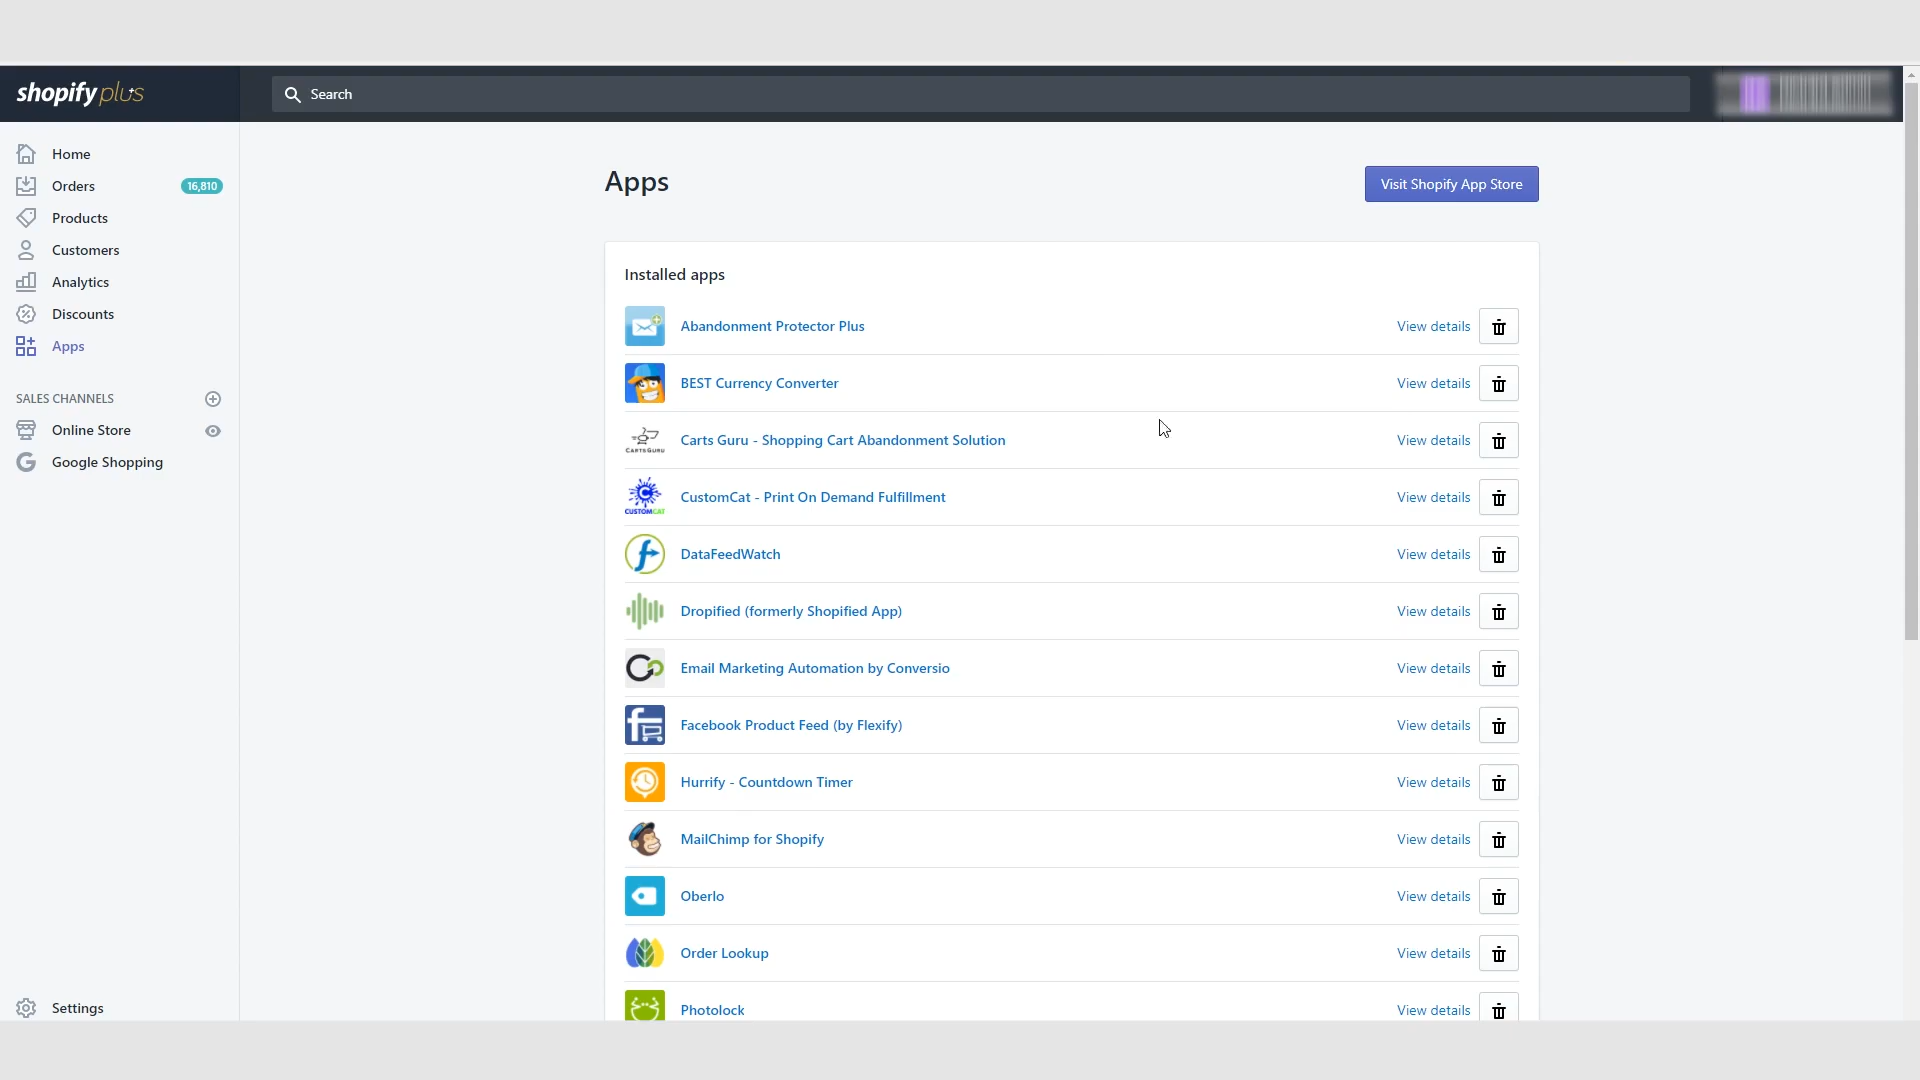 shopifyplus
Search
Home
Orders 16,810
Products
Customers
Analytics
Discounts
Apps
SALES CHANNELS
Online Store
Google Shopping
Settings
Apps
Visit Shopify App Store
Installed apps
Abandonment Protector Plus View details
BEST Currency Converter View details
CARTSGURU
Carts Guru - Shopping Cart Abandonment Solution View details
CUSTOMCAT
CustomCat - Print On Demand Fulfillment View details
DataFeedWatch View details
Dropified (formerly Shopified App) View details
Email Marketing Automation by Conversio View details
Facebook Product Feed (by Flexify) View details
Hurrify - Countdown Timer View details
MailChimp for Shopify View details
Oberlo View details
Order Lookup View details
Photolock View details